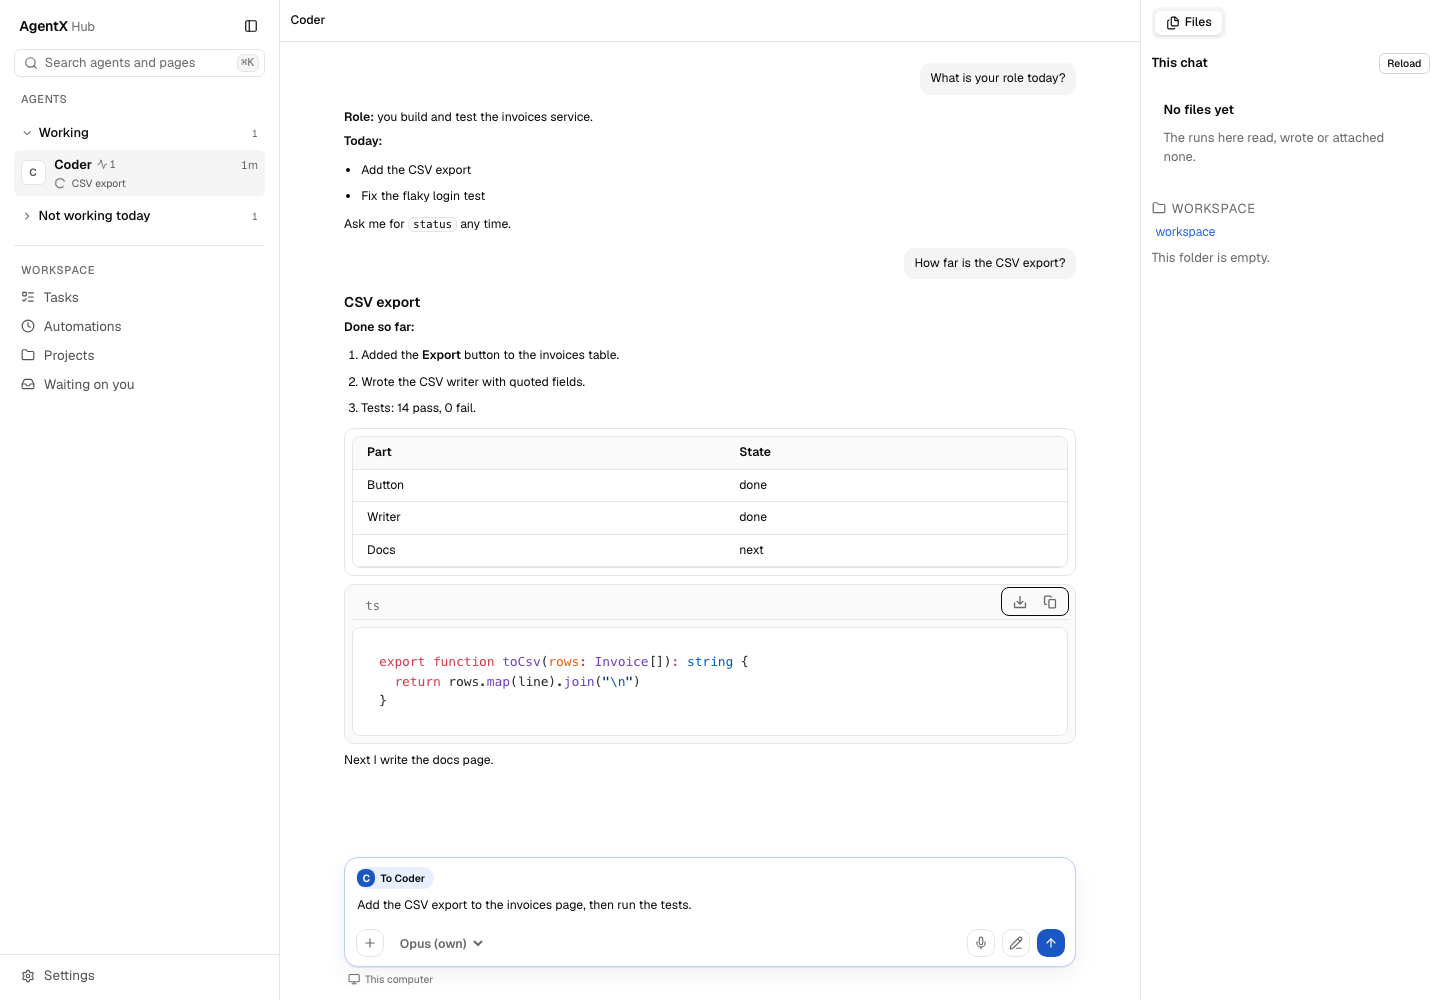 AgentX Hub
Search agents and pages
⌘K
AGENTS
Working
1
C
Coder
1
1m
CSV export
Not working today
1
WORKSPACE
Tasks
Automations
Projects
Waiting on you
Settings
Coder
What is your role today?
Role: you build and test the invoices service.
Today:
• Add the CSV export
• Fix the flaky login test
Ask me for status any time.
How far is the CSV export?
CSV export
Done so far:
1. Added the Export button to the invoices table.
2. Wrote the CSV writer with quoted fields.
3. Tests: 14 pass, 0 fail.
Part State
Button done
Writer done
Docs next
ts
export function toCsv(rows: Invoice[]): string {
  return rows.map(line).join("\n")
}
Next I write the docs page.
C To Coder
Add the CSV export to the invoices page, then run the tests.
Opus (own)
This computer
Files
This chat
Reload
No files yet
The runs here read, wrote or attached
none.
WORKSPACE
workspace
This folder is empty.